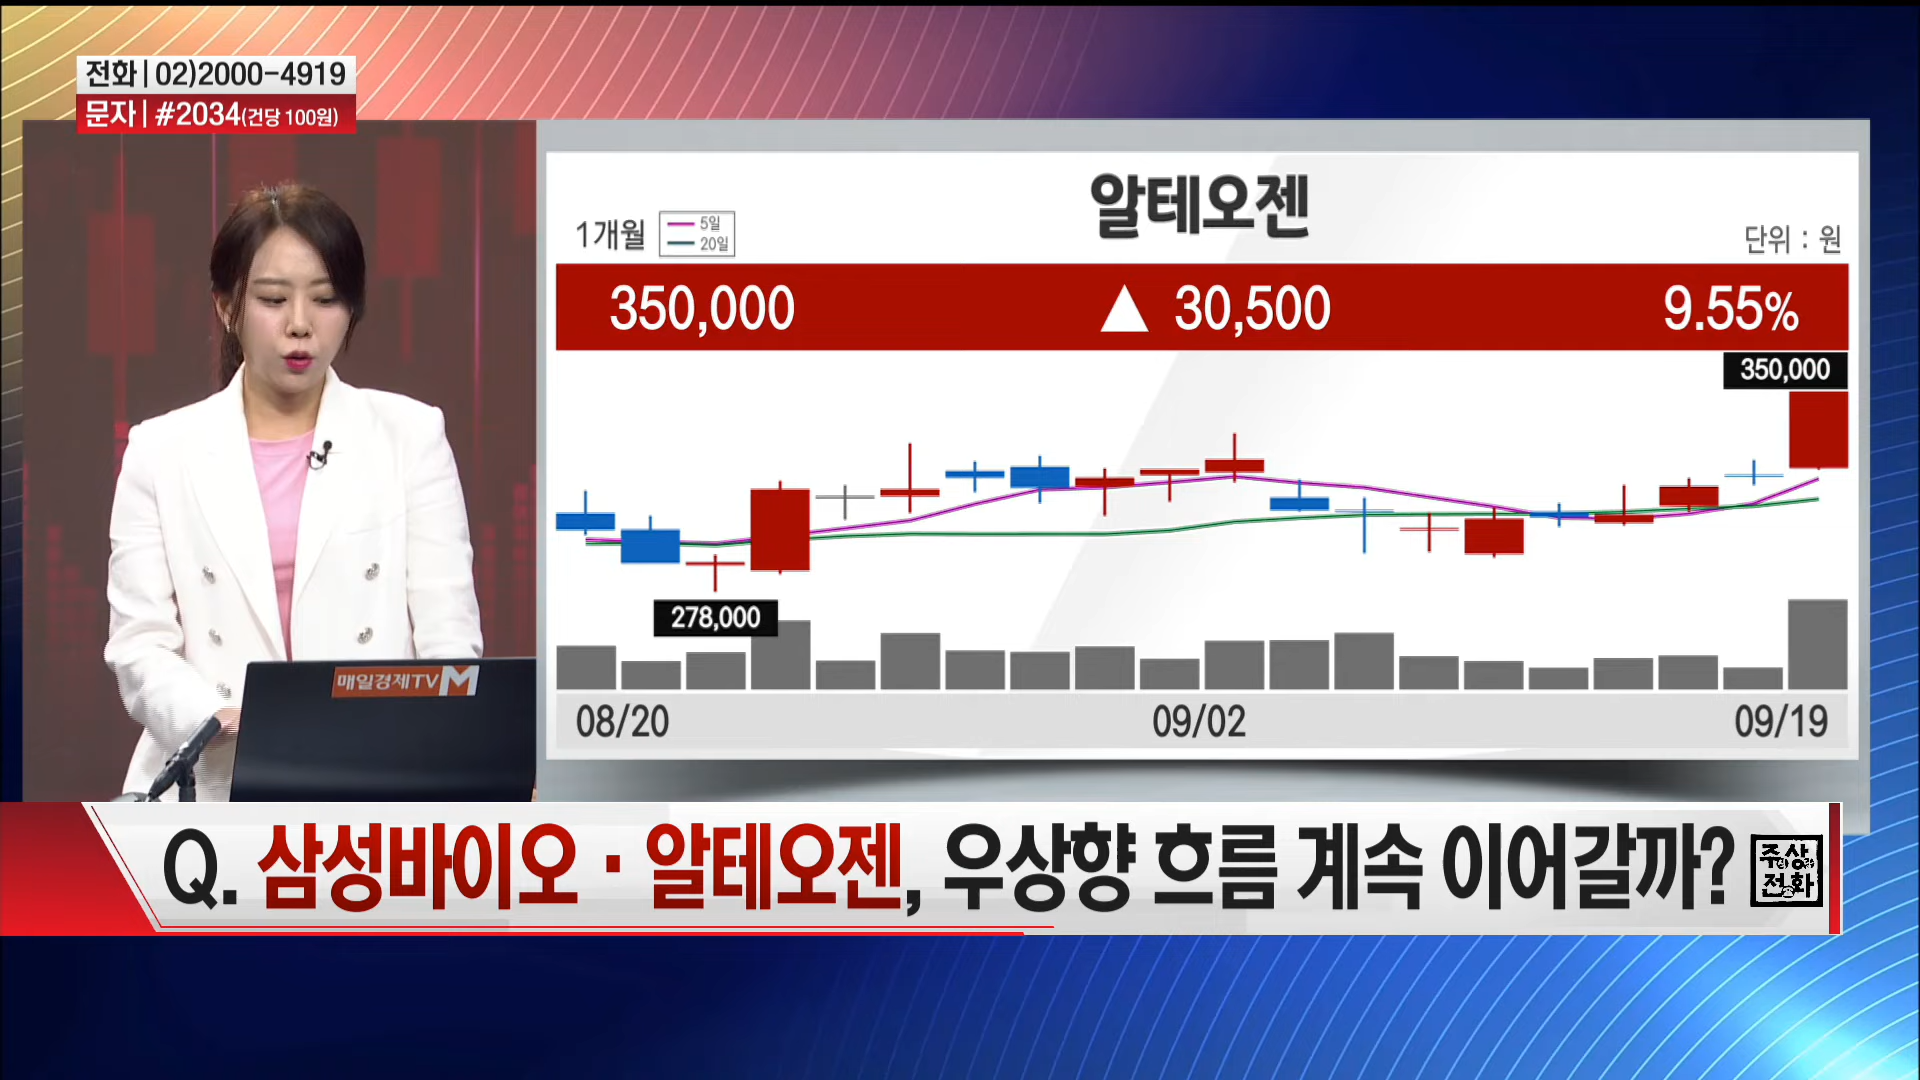 전화 | 02)2000-4919
문자 | #2034(건당 100원)
알테오젠
1개월
5일
20일
단위 : 원
350,000 ▲ 30,500 9.55%
350,000
278,000
08/20 09/02 09/19
매일경제TV M
Q. 삼성바이오 · 알테오젠, 우상향 흐름 계속 이어갈까?
주상
전화